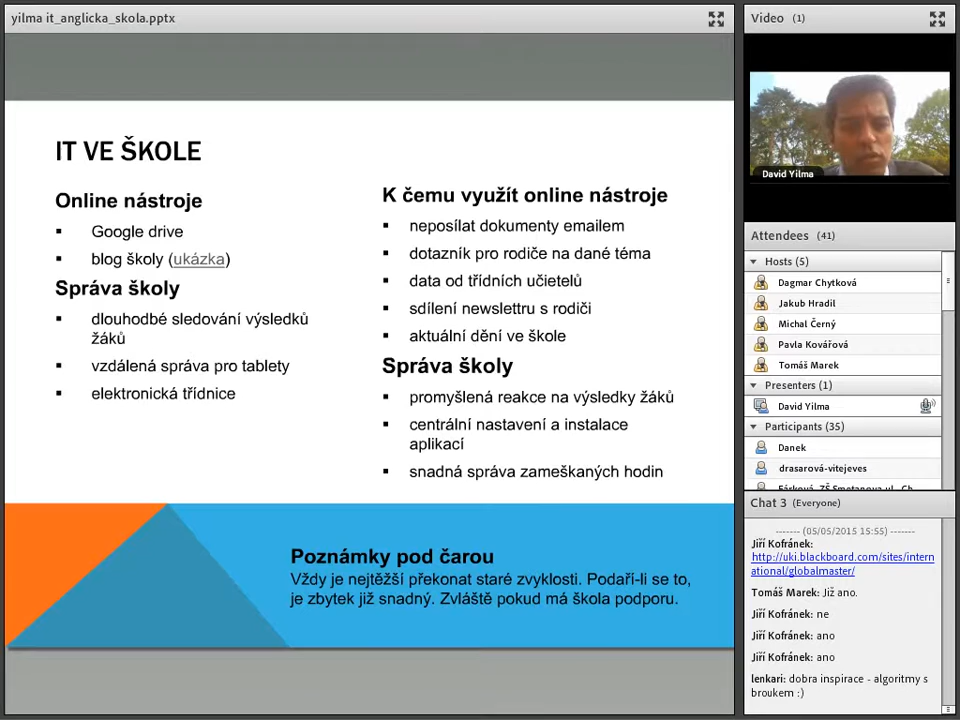 yilma it_anglicka_skola.pptx
IT VE ŠKOLE
Online nástroje
▪ Google drive
▪ blog školy (ukázka)
Správa školy
▪ dlouhodbé sledování výsledků
žáků
▪ vzdálená správa pro tablety
▪ elektronická třídnice
K čemu využít online nástroje
▪ neposílat dokumenty emailem
▪ dotazník pro rodiče na dané téma
▪ data od třídních učietelů
▪ sdílení newslettru s rodiči
▪ aktuální dění ve škole
Správa školy
▪ promyšlená reakce na výsledky žáků
▪ centrální nastavení a instalace
aplikací
▪ snadná správa zameškaných hodin
Poznámky pod čarou
Vždy je nejtěžší překonat staré zvyklosti. Podaří-li se to,
je zbytek již snadný. Zvláště pokud má škola podporu.
Video (1)
David Yilma
Attendees (41)
Hosts (5)
Dagmar Chytková
Jakub Hradil
Michal Černý
Pavla Kovářová
Tomáš Marek
Presenters (1)
David Yilma
Participants (35)
Danek
drasarová-vitejeves
Chat 3 (Everyone)
------- (05/05/2015 15:55) -------
Jiří Kofránek:
http://uki.blackboard.com/sites/intern
ational/globalmaster/
Tomáš Marek: Již ano.
Jiří Kofránek: ne
Jiří Kofránek: ano
Jiří Kofránek: ano
lenkari: dobra inspirace - algoritmy s
broukem :)